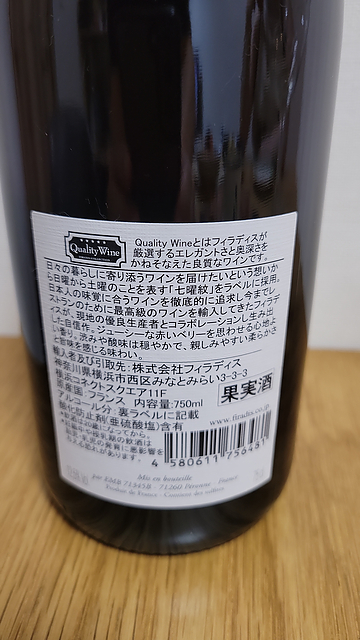 Quality Wine
Quality Wineとはフィラディスが
厳選するエレガントさと奥深さを
かねそなえた良質なワインです。
日々の暮らしに寄り添うワインを届けたいという想いか
ら日曜から土曜のことを表す「七曜紋」をラベルに採用。
日本人の味覚に合うワインを徹底的に追求し今までレ
ストランのために最高級のワインを輸入してきたフィラデ
ィスが、現地の優良生産者とコラボレーションし生み出
した自信作。ジューシーな赤いベリーを思わせる心地よ
い香り。渋みや酸味は穏やかで、親しみやすい柔らかさ
と旨みを感じる味わい。
輸入者及び引取先：株式会社フィラディス
神奈川県横浜市西区みなとみらい3-3-3
横浜コネクトスクエア11F
原産国：フランス 内容量:750ml
アルコール分：裏ラベルに記載
酸化防止剤(亜硫酸塩)含有
果実酒
www.firadis.co.jp
4 580611 756481
Mis en bouteille